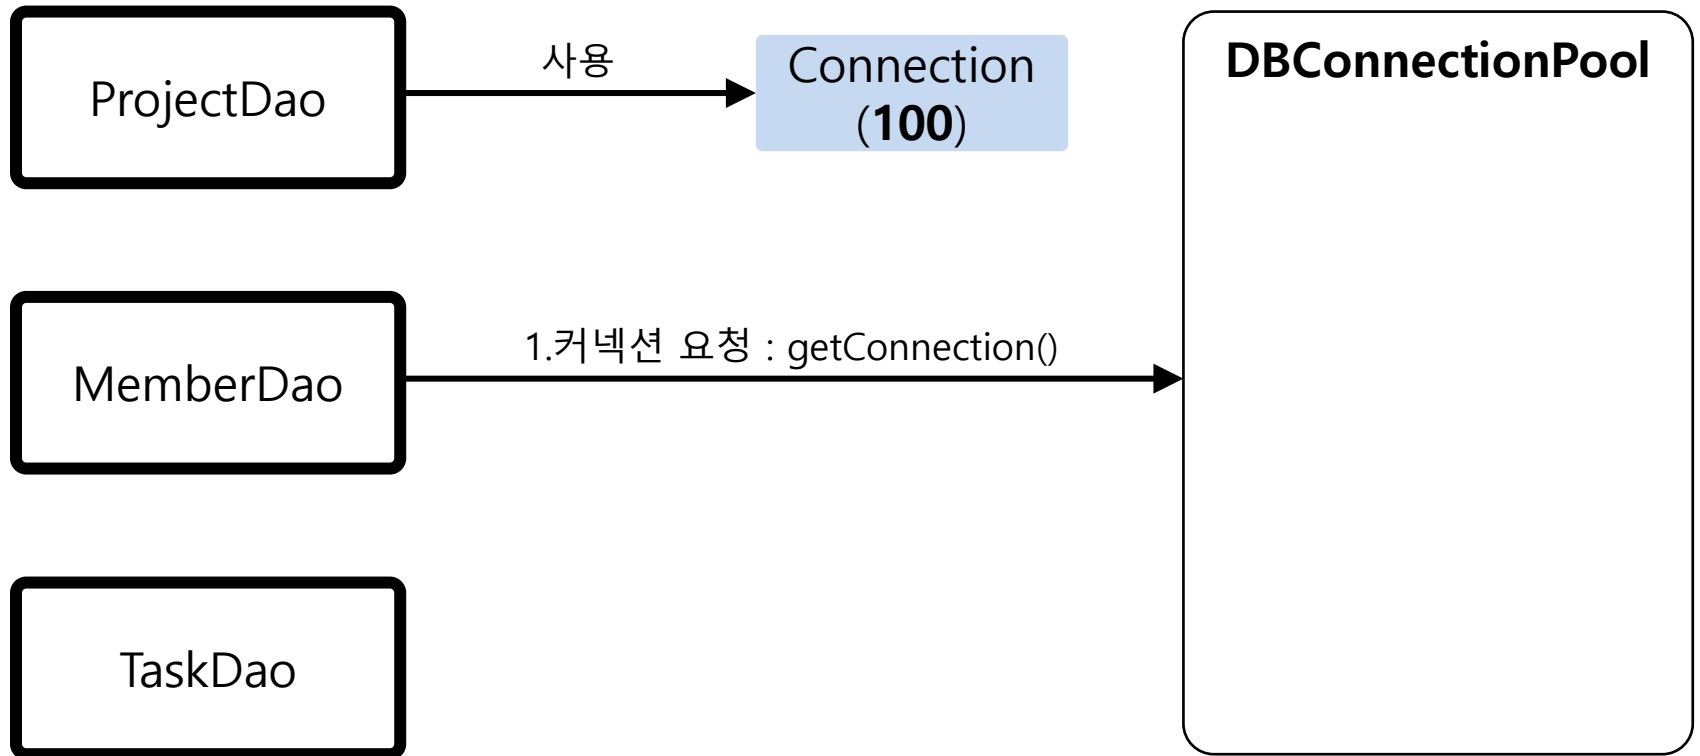 ProjectDao
사용
Connection
(100)
DBConnectionPool
MemberDao
1.커넥션 요청 : getConnection()
TaskDao